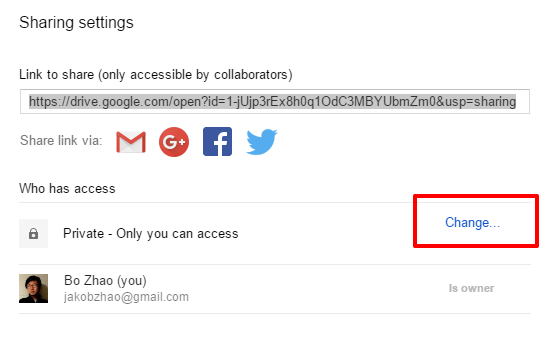 Sharing settings
Link to share (only accessible by collaborators)
https://drive.google.com/open?id=1-jUjp3rEx8h0q1OdC3MBYUbmZm0&usp=sharing
Share link via:
Who has access
Private - Only you can access
Change...
Bo Zhao (you)
jakobzhao@gmail.com
Is owner